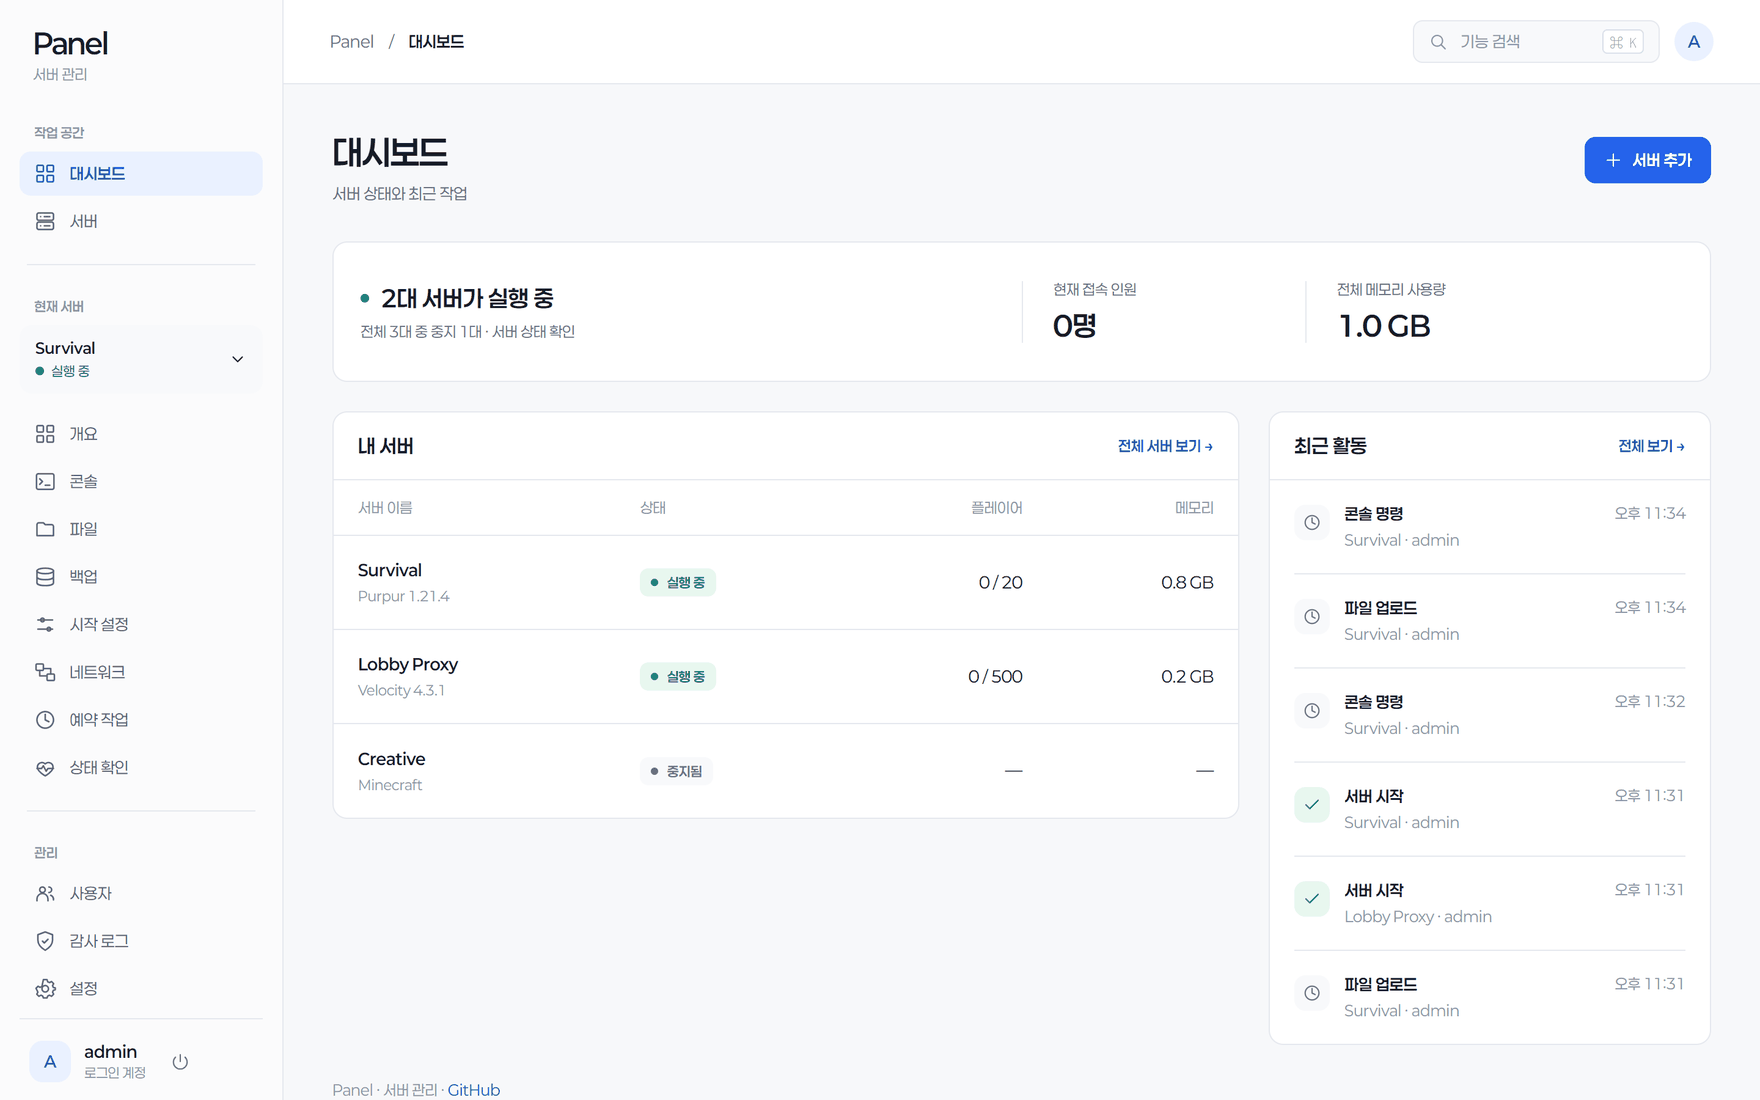 Panel
서버 관리
작업 공간
대시보드
서버
현재 서버
Survival
실행 중
개요
콘솔
파일
백업
시작 설정
네트워크
예약 작업
상태 확인
관리
사용자
감사 로그
설정
A
admin
로그인 계정
Panel / 대시보드
기능 검색
⌘ K
A
대시보드
서버 상태와 최근 작업
+ 서버 추가
2대 서버가 실행 중
전체 3대 중 중지 1대 · 서버 상태 확인
현재 접속 인원
0명
전체 메모리 사용량
1.0 GB
내 서버
전체 서버 보기 →
서버 이름 상태 플레이어 메모리
Survival
Purpur 1.21.4
실행 중
0 / 20
0.8 GB
Lobby Proxy
Velocity 4.3.1
실행 중
0 / 500
0.2 GB
Creative
Minecraft
중지됨
—
—
최근 활동
전체 보기 →
콘솔 명령 오후 11:34
Survival · admin
파일 업로드 오후 11:34
Survival · admin
콘솔 명령 오후 11:32
Survival · admin
서버 시작 오후 11:31
Survival · admin
서버 시작 오후 11:31
Lobby Proxy · admin
파일 업로드 오후 11:31
Survival · admin
Panel · 서버 관리 · GitHub